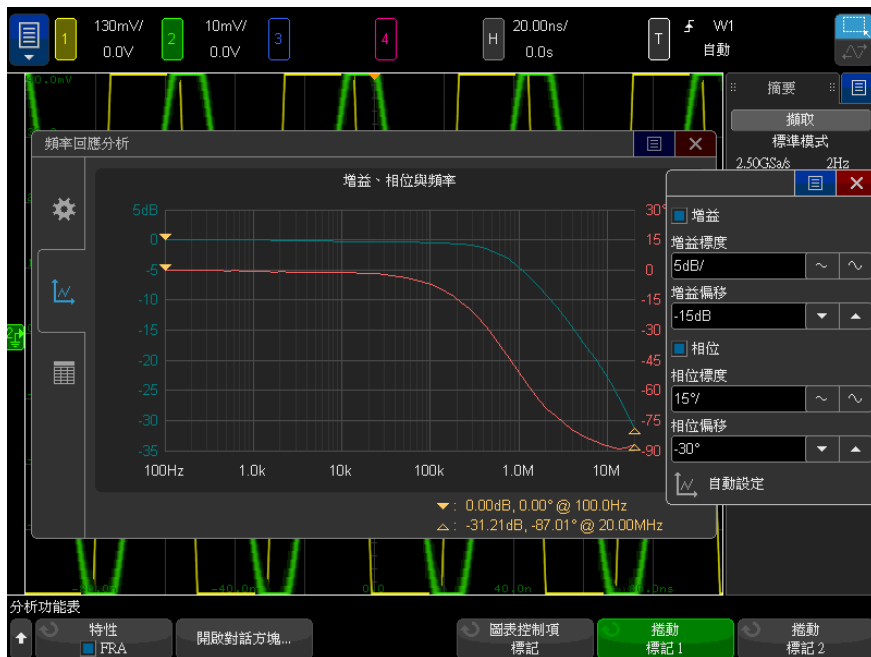 1 130mV/ 2 10mV/ 3 4 H 20.00ns/ T W1
0.0V 0.0V 0.0s 自動
摘要
擷取
標準模式
2.50GSa/s 2Hz
頻率回應分析
增益、相位與頻率
5dB 30°
0 15
-5 0
-10 -15
-15 -30
-20 -45
-25 -60
-30 -75
-35 -90
100Hz 1.0k 10k 100k 1.0M 10M
: 0.00dB, 0.00° @ 100.0Hz
: -31.21dB, -87.01° @ 20.00MHz
增益
增益標度
5dB/
增益偏移
-15dB
相位
相位標度
15°/
相位偏移
-30°
自動設定
2
40.0n
分析功能表
特性
FRA
開啟對話方塊...
圖表控制項
標記
捲動
標記 1
捲動
標記 2